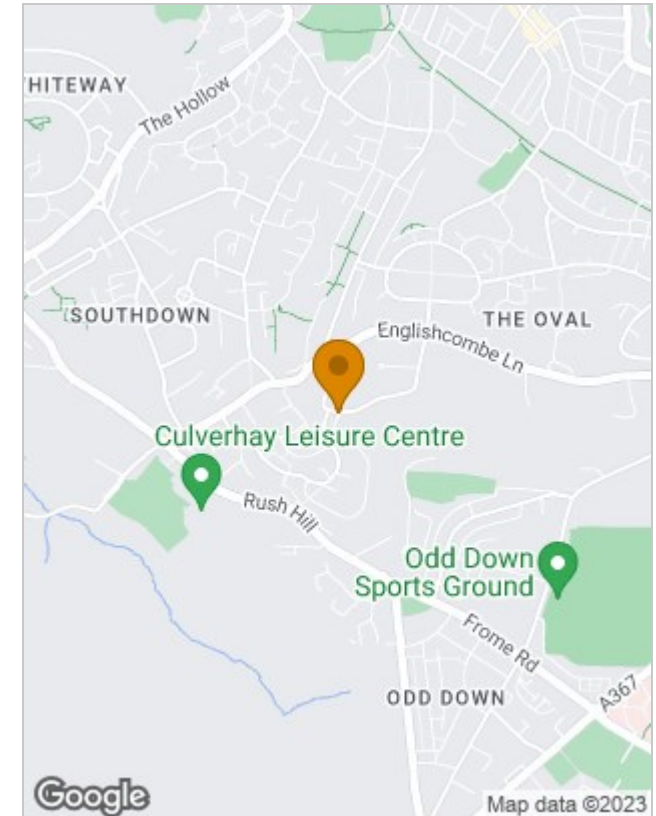 HITEWAY
The Hollow
SOUTHDOWN
THE OVAL
Englishcombe Ln
Culverhay Leisure Centre
Rush Hill
Odd Down
Sports Ground
Frome Rd
ODD DOWN
A367
Google
Map data ©2023